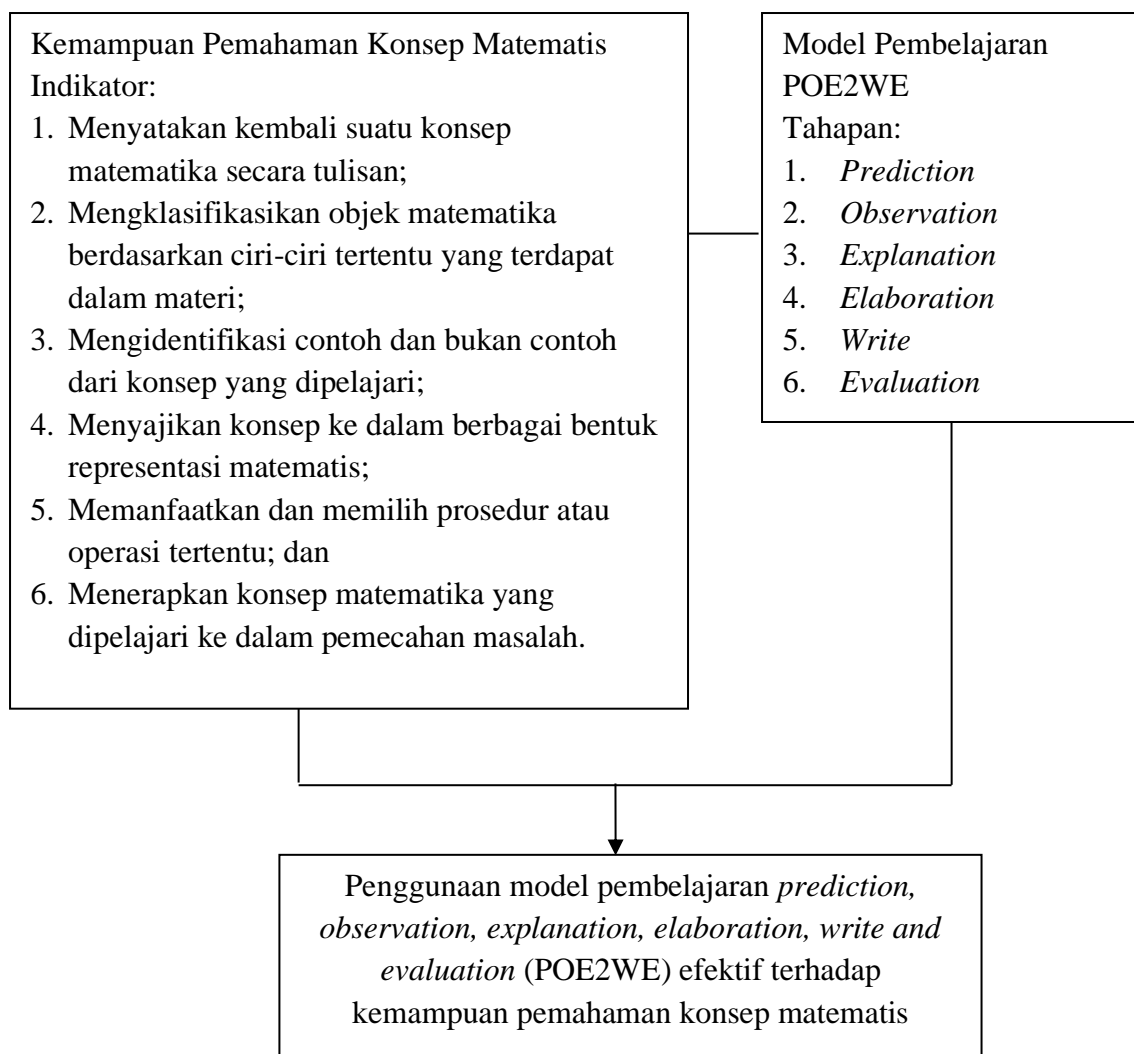 Kemampuan Pemahaman Konsep Matematis
Indikator:
1. Menyatakan kembali suatu konsep
matematika secara tulisan;
2. Mengklasifikasikan objek matematika
berdasarkan ciri-ciri tertentu yang terdapat
dalam materi;
3. Mengidentifikasi contoh dan bukan contoh
dari konsep yang dipelajari;
4. Menyajikan konsep ke dalam berbagai bentuk
representasi matematis;
5. Memanfaatkan dan memilih prosedur atau
operasi tertentu; dan
6. Menerapkan konsep matematika yang
dipelajari ke dalam pemecahan masalah.
Model Pembelajaran
POE2WE
Tahapan:
1. Prediction
2. Observation
3. Explanation
4. Elaboration
5. Write
6. Evaluation
Penggunaan model pembelajaran prediction,
observation, explanation, elaboration, write and
evaluation (POE2WE) efektif terhadap
kemampuan pemahaman konsep matematis